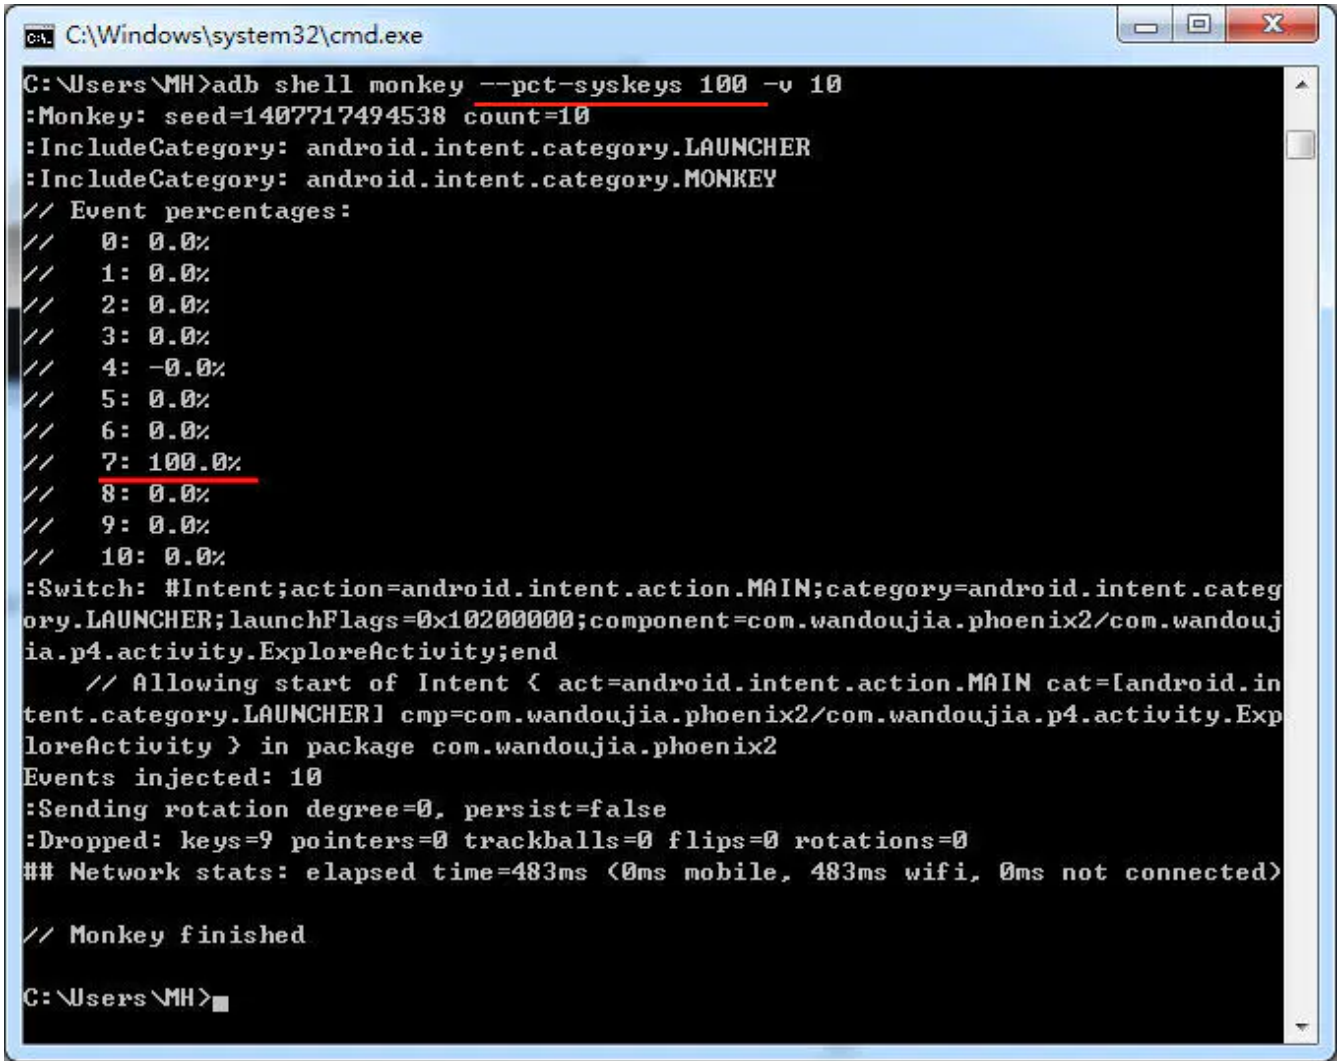 C:\Windows\system32\cmd.exe
C:\Users\MH>adb shell monkey --pct-syskeys 100 -v 10
:Monkey: seed=1407717494538 count=10
:IncludeCategory: android.intent.category.LAUNCHER
:IncludeCategory: android.intent.category.MONKEY
// Event percentages:
//   0: 0.0%
//   1: 0.0%
//   2: 0.0%
//   3: 0.0%
//   4: -0.0%
//   5: 0.0%
//   6: 0.0%
//   7: 100.0%
//   8: 0.0%
//   9: 0.0%
//   10: 0.0%
:Switch: #Intent;action=android.intent.action.MAIN;category=android.intent.categ
ory.LAUNCHER;launchFlags=0x10200000;component=com.wandoujia.phoenix2/com.wandouj
ia.p4.activity.ExploreActivity;end
    // Allowing start of Intent { act=android.intent.action.MAIN cat=[android.in
tent.category.LAUNCHER] cmp=com.wandoujia.phoenix2/com.wandoujia.p4.activity.Exp
loreActivity } in package com.wandoujia.phoenix2
Events injected: 10
:Sending rotation degree=0, persist=false
:Dropped: keys=9 pointers=0 trackballs=0 flips=0 rotations=0
## Network stats: elapsed time=483ms (0ms mobile, 483ms wifi, 0ms not connected)
// Monkey finished
C:\Users\MH>